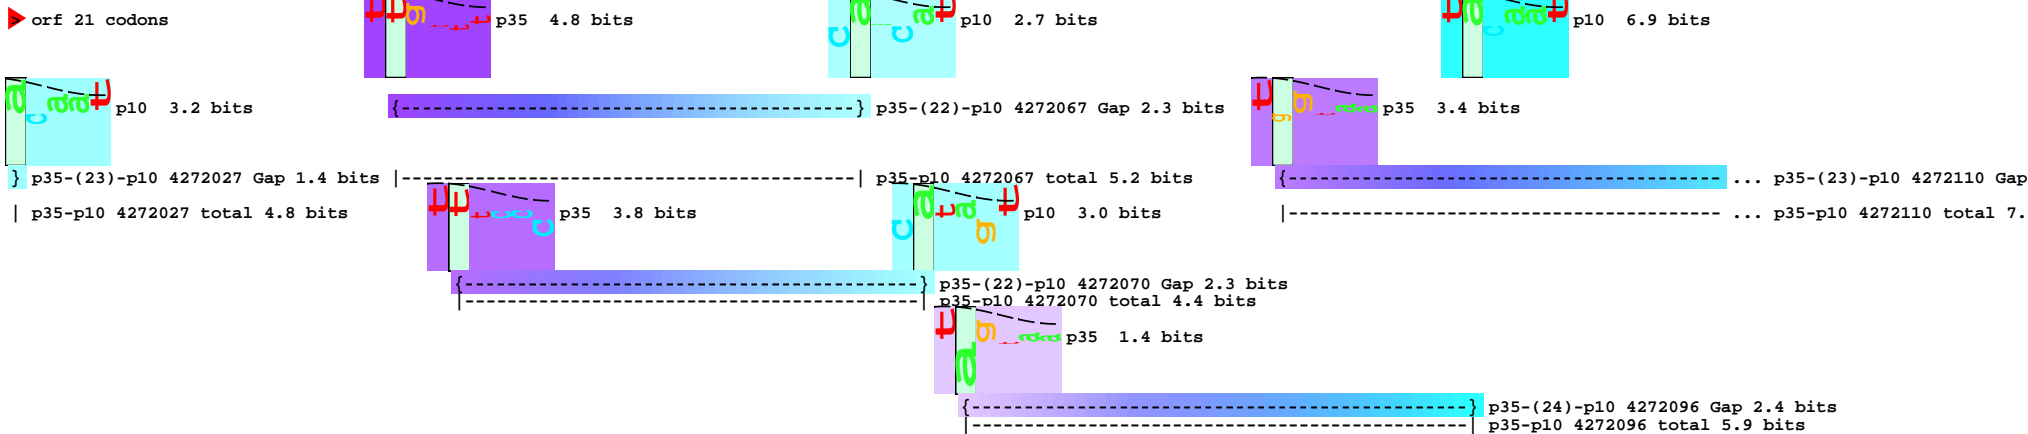 orf 21 codons
p35 4.8 bits
p10 2.7 bits
p10 6.9 bits
p10 3.2 bits
{--------------------------------------------} p35-(22)-p10 4272067 Gap 2.3 bits
p35 3.4 bits
} p35-(23)-p10 4272027 Gap 1.4 bits
|--------------------------------------------| p35-p10 4272067 total 5.2 bits
{------------------------------------------ ... p35-(23)-p10 4272110 Gap
| p35-p10 4272027 total 4.8 bits
p35 3.8 bits
p10 3.0 bits
|------------------------------------------ ... p35-p10 4272110 total 7.
{--------------------------------------------} p35-(22)-p10 4272070 Gap 2.3 bits
|--------------------------------------------| p35-p10 4272070 total 4.4 bits
p35 1.4 bits
{------------------------------------------------} p35-(24)-p10 4272096 Gap 2.4 bits
|------------------------------------------------| p35-p10 4272096 total 5.9 bits